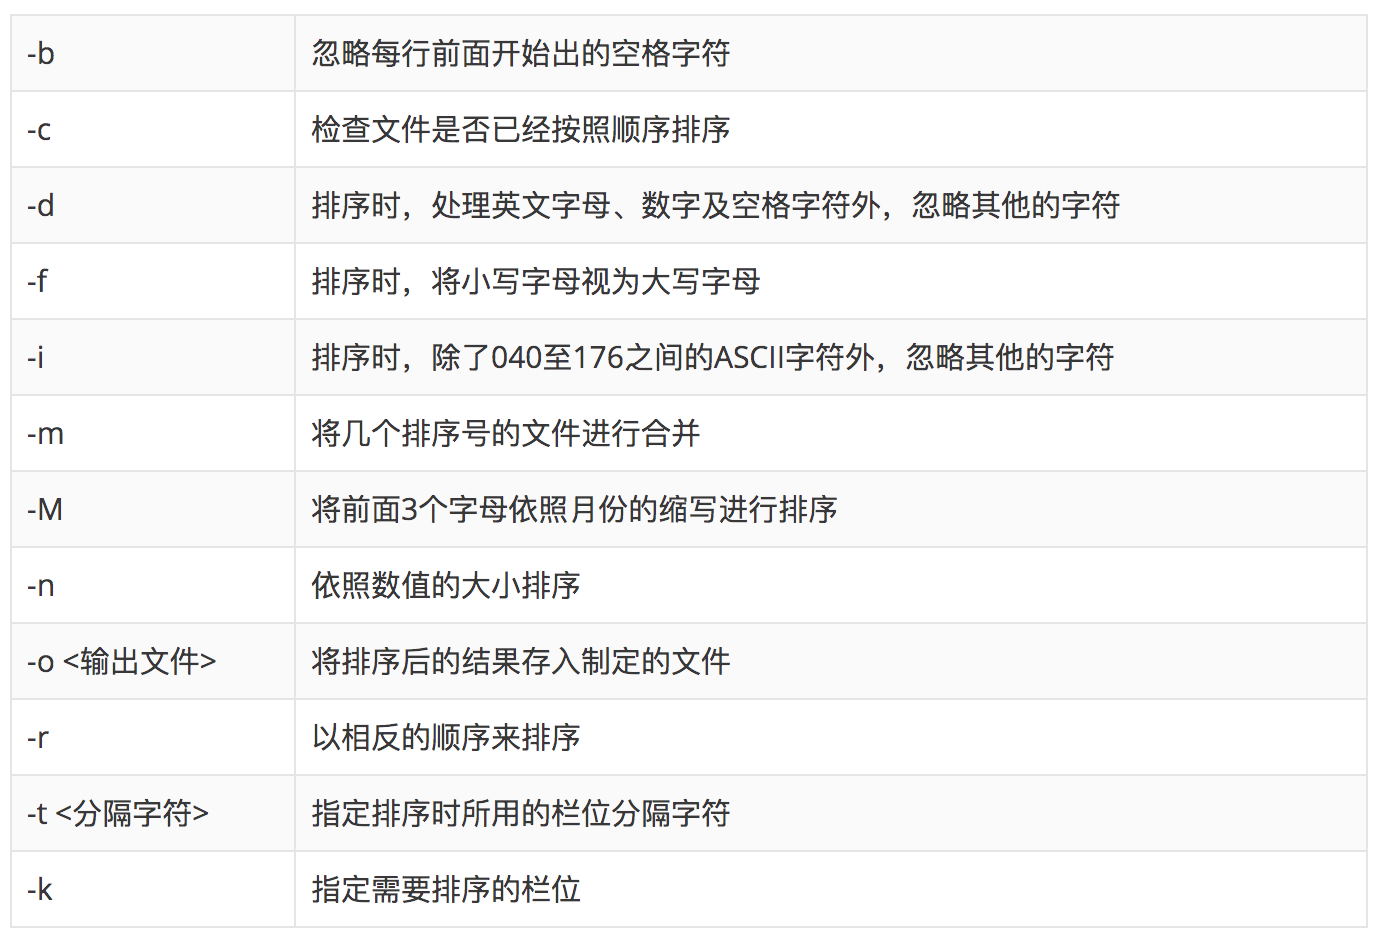 -b 忽略每行前面开始出的空格字符
-c 检查文件是否已经按照顺序排序
-d 排序时，处理英文字母、数字及空格字符外，忽略其他的字符
-f 排序时，将小写字母视为大写字母
-i 排序时，除了040至176之间的ASCII字符外，忽略其他的字符
-m 将几个排序号的文件进行合并
-M 将前面3个字母依照月份的缩写进行排序
-n 依照数值的大小排序
-o <输出文件> 将排序后的结果存入制定的文件
-r 以相反的顺序来排序
-t <分隔字符> 指定排序时所用的栏位分隔字符
-k 指定需要排序的栏位